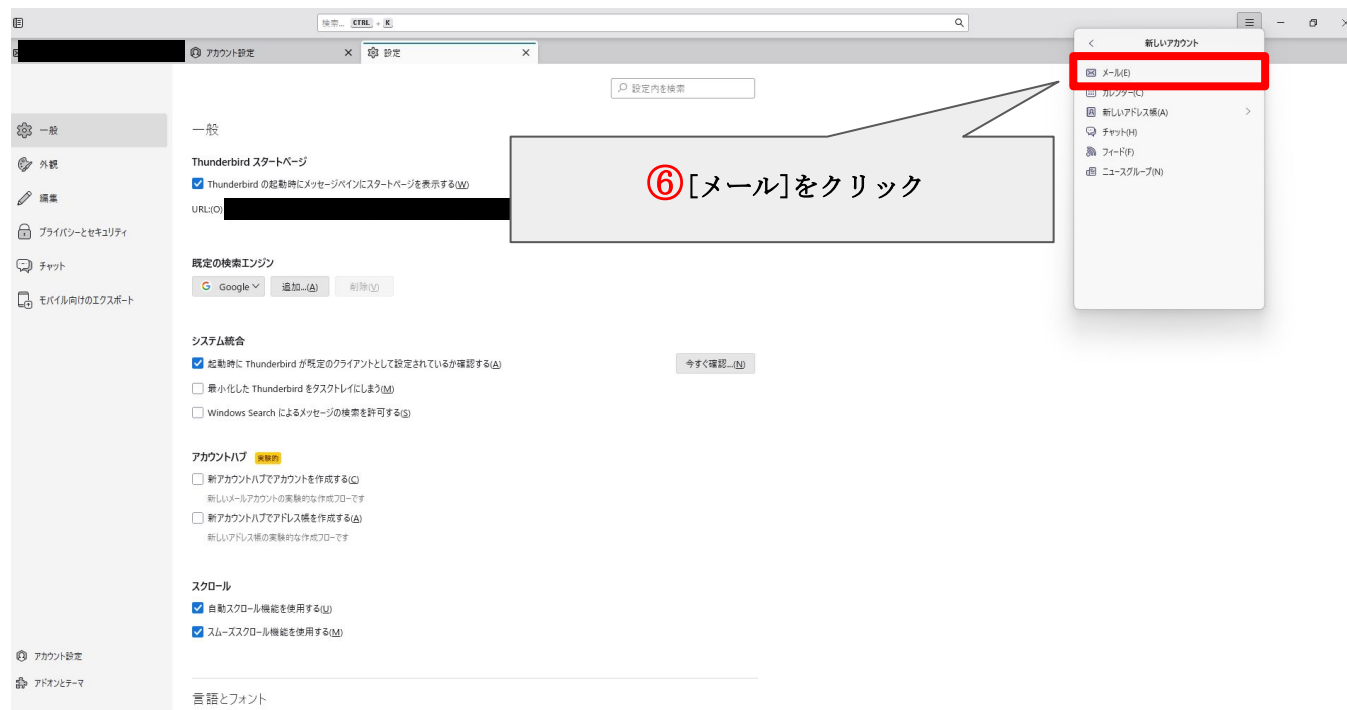 検索... CTRL + K
アカウント設定
設定
新しいアカウント
メール(E)
カレンダー(C)
新しいアドレス帳(A)
チャット(H)
フィード(F)
ニュースグループ(N)
設定内を検索
⑥[メール]をクリック
一般
外観
編集
プライバシーとセキュリティ
チャット
モバイル向けのエクスポート
アカウント設定
アドオンとテーマ
一般
Thunderbird スタートページ
Thunderbird の起動時にメッセージペインにスタートページを表示する(W)
URL:(O)
既定の検索エンジン
Google 追加...(A) 削除(V)
システム統合
起動時に Thunderbird が既定のクライアントとして設定されているか確認する(A) 今すぐ確認...(N)
最小化した Thunderbird をタスクトレイにしまう(M)
Windows Search によるメッセージの検索を許可する(S)
アカウントハブ 実験的
新アカウントハブでアカウントを作成する(C)
新しいメールアカウントの実験的な作成フローです
新アカウントハブでアドレス帳を作成する(A)
新しいアドレス帳の実験的な作成フローです
スクロール
自動スクロール機能を使用する(U)
スムーズスクロール機能を使用する(M)
言語とフォント